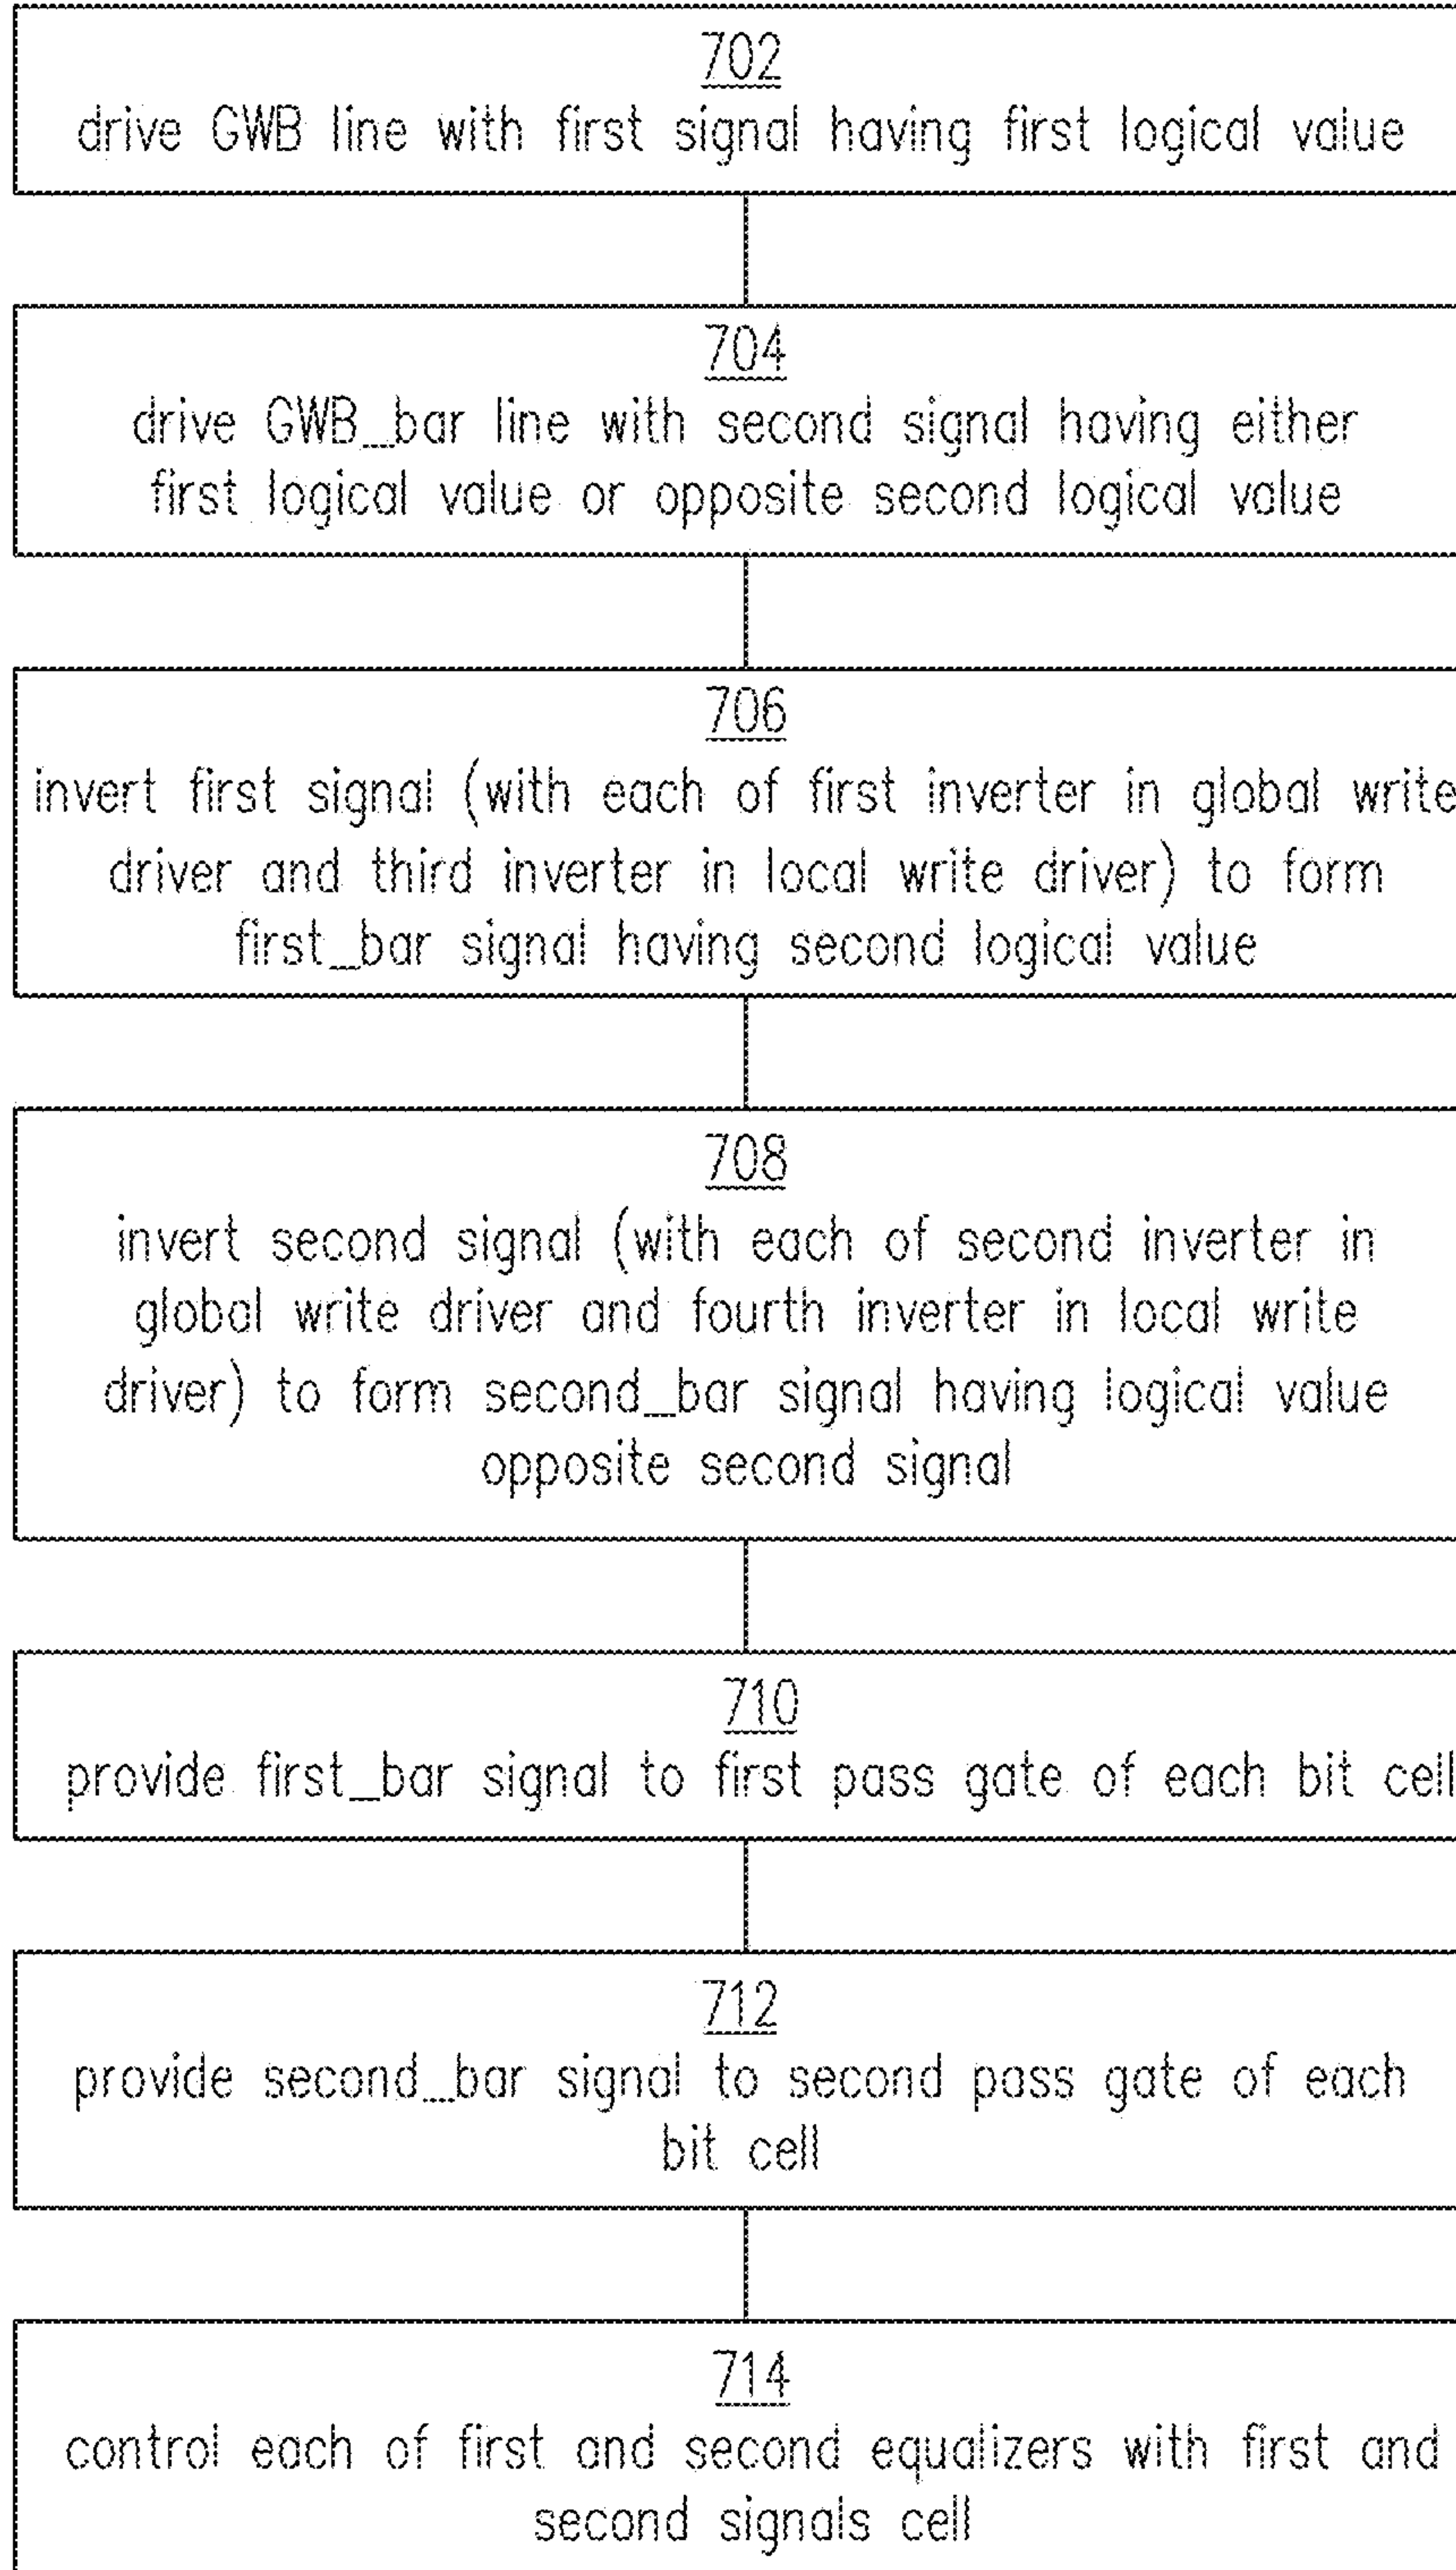 702
drive GWB line with first signal having first logical value
704
drive GWB_bar line with second signal having either
first logical value or opposite second logical value
706
invert first signal (with each of first inverter in global write
driver and third inverter in local write driver) to form
first_bar signal having second logical value
708
invert second signal (with each of second inverter in
global write driver and fourth inverter in local write
driver) to form second_bar signal having logical value
opposite second signal
710
provide first_bar signal to first pass gate of each bit cell
712
provide second_bar signal to second pass gate of each
bit cell
714
control each of first and second equalizers with first and
second signals cell